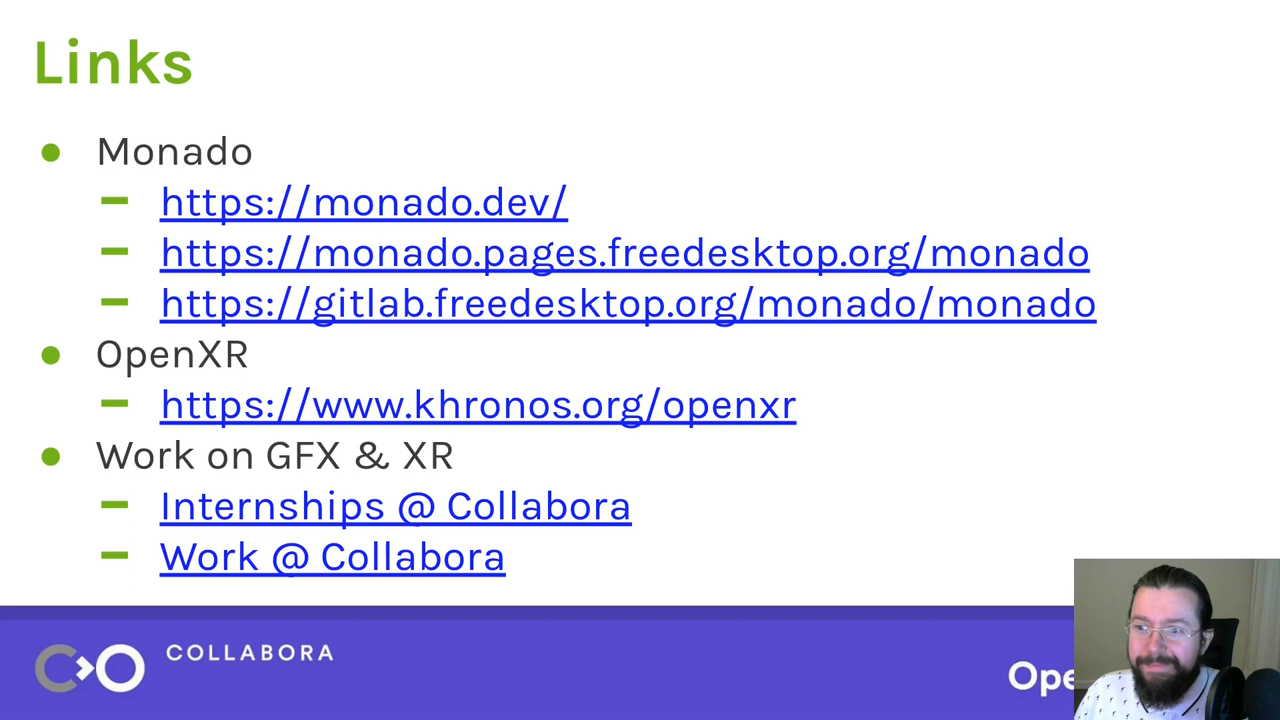 Links
Monado
https://monado.dev/
https://monado.pages.freedesktop.org/monado
https://gitlab.freedesktop.org/monado/monado
OpenXR
https://www.khronos.org/openxr
Work on GFX & XR
Internships @ Collabora
Work @ Collabora
COLLABORA